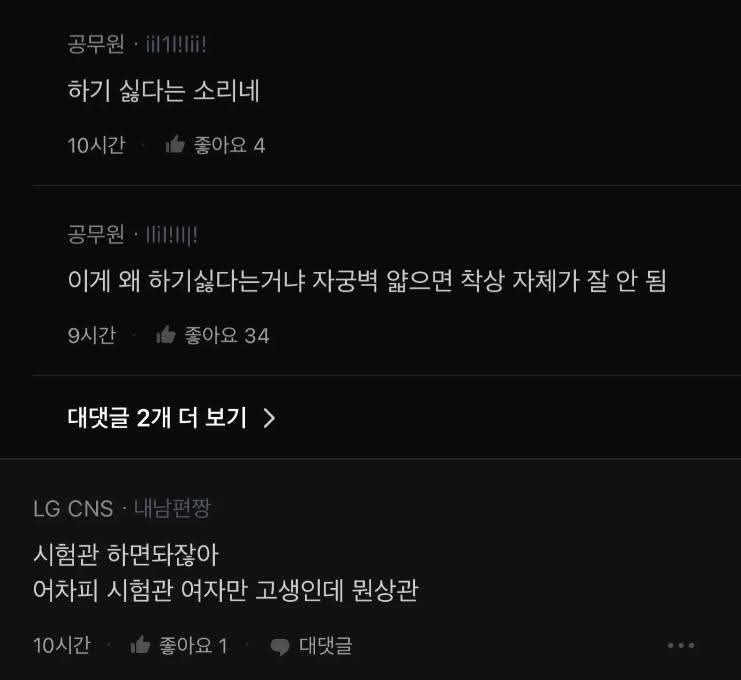 공무원 · iil1l!lii!
하기 싫다는 소리네
10시간 · 좋아요 4
공무원 · llil!ll|!
이게 왜 하기싫다는거냐 자궁벽 얇으면 착상 자체가 잘 안 됨
9시간 · 좋아요 34
대댓글 2개 더 보기 >
LG CNS · 내남편짱
시험관 하면돠잖아
어차피 시험관 여자만 고생인데 뭔상관
10시간 · 좋아요 1 · 대댓글